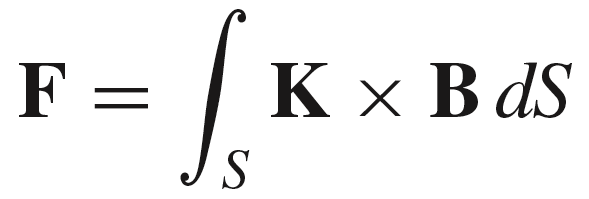 F = ∫_S K × B dS